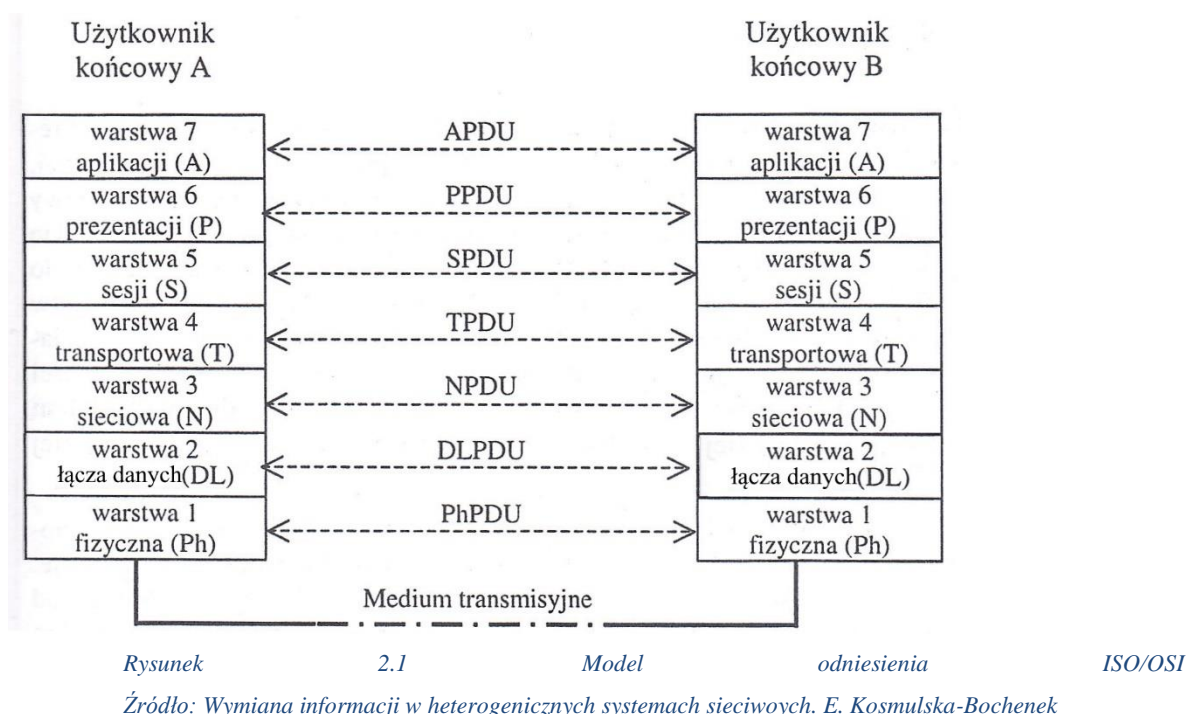 Użytkownik
końcowy A
Użytkownik
końcowy B
warstwa 7
aplikacji (A)
APDU
warstwa 7
aplikacji (A)
warstwa 6
prezentacji (P)
PPDU
warstwa 6
prezentacji (P)
warstwa 5
sesji (S)
SPDU
warstwa 5
sesji (S)
warstwa 4
transportowa (T)
TPDU
warstwa 4
transportowa (T)
warstwa 3
sieciowa (N)
NPDU
warstwa 3
sieciowa (N)
warstwa 2
łącza danych(DL)
DLPDU
warstwa 2
łącza danych(DL)
warstwa 1
fizyczna (Ph)
PhPDU
warstwa 1
fizyczna (Ph)
Medium transmisyjne
Rysunek 2.1 Model odniesienia ISO/OSI
Źródło: Wymiana informacji w heterogenicznych systemach sieciwoych. E. Kosmulska-Bochenek